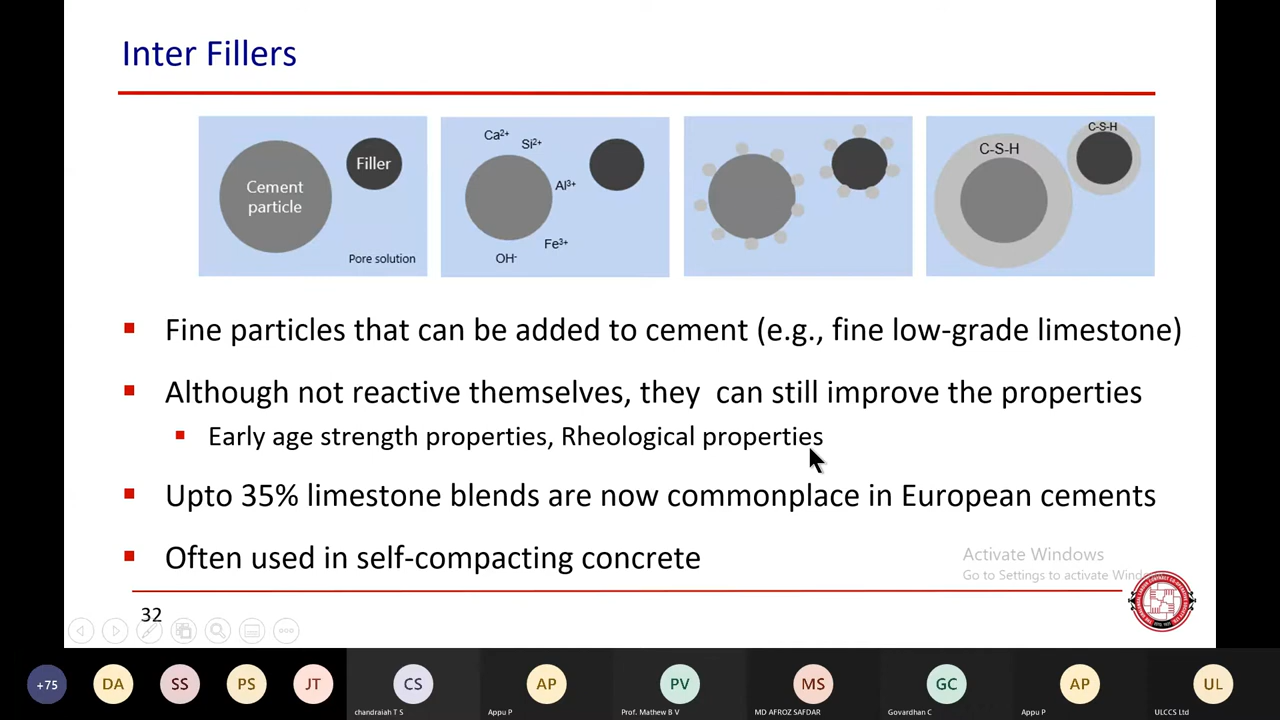 Inter Fillers
Cement
particle
Filler
Pore solution
Ca²⁺
Si²⁺
Al³⁺
Fe³⁺
OH⁻
C-S-H
C-S-H
Fine particles that can be added to cement (e.g., fine low-grade limestone)
Although not reactive themselves, they  can still improve the properties
Early age strength properties, Rheological properties
Upto 35% limestone blends are now commonplace in European cements
Often used in self-compacting concrete
Activate Windows
Go to Settings to activate
32
+75
DA
SS
PS
JT
CS
AP
PV
MS
GC
AP
UL
chandraiah T S
Appu P
Prof. Mathew B V
MD AFROZ SAFDAR
Govardhan C
Appu P
ULCCS Ltd